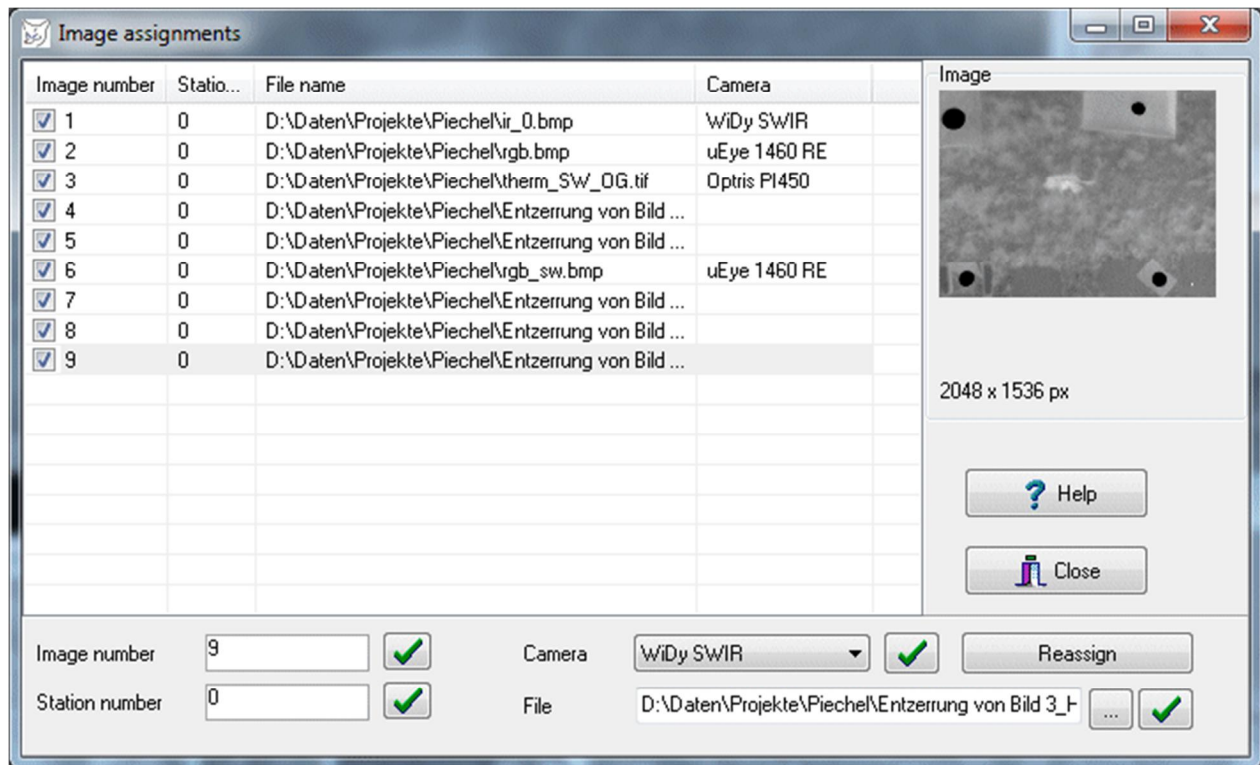 Image assignments
Image number Statio... File name Camera
1 0 D:\Daten\Projekte\Piechel\ir_0.bmp WiDy SWIR
2 0 D:\Daten\Projekte\Piechel\rgb.bmp uEye 1460 RE
3 0 D:\Daten\Projekte\Piechel\therm_SW_OG.tif Optris PI450
4 0 D:\Daten\Projekte\Piechel\Entzerrung von Bild ...
5 0 D:\Daten\Projekte\Piechel\Entzerrung von Bild ...
6 0 D:\Daten\Projekte\Piechel\rgb_sw.bmp uEye 1460 RE
7 0 D:\Daten\Projekte\Piechel\Entzerrung von Bild ...
8 0 D:\Daten\Projekte\Piechel\Entzerrung von Bild ...
9 0 D:\Daten\Projekte\Piechel\Entzerrung von Bild ...
Image
2048 x 1536 px
? Help
Close
Image number 9 Camera WiDy SWIR Reassign
Station number 0 File D:\Daten\Projekte\Piechel\Entzerrung von Bild 3_H ...